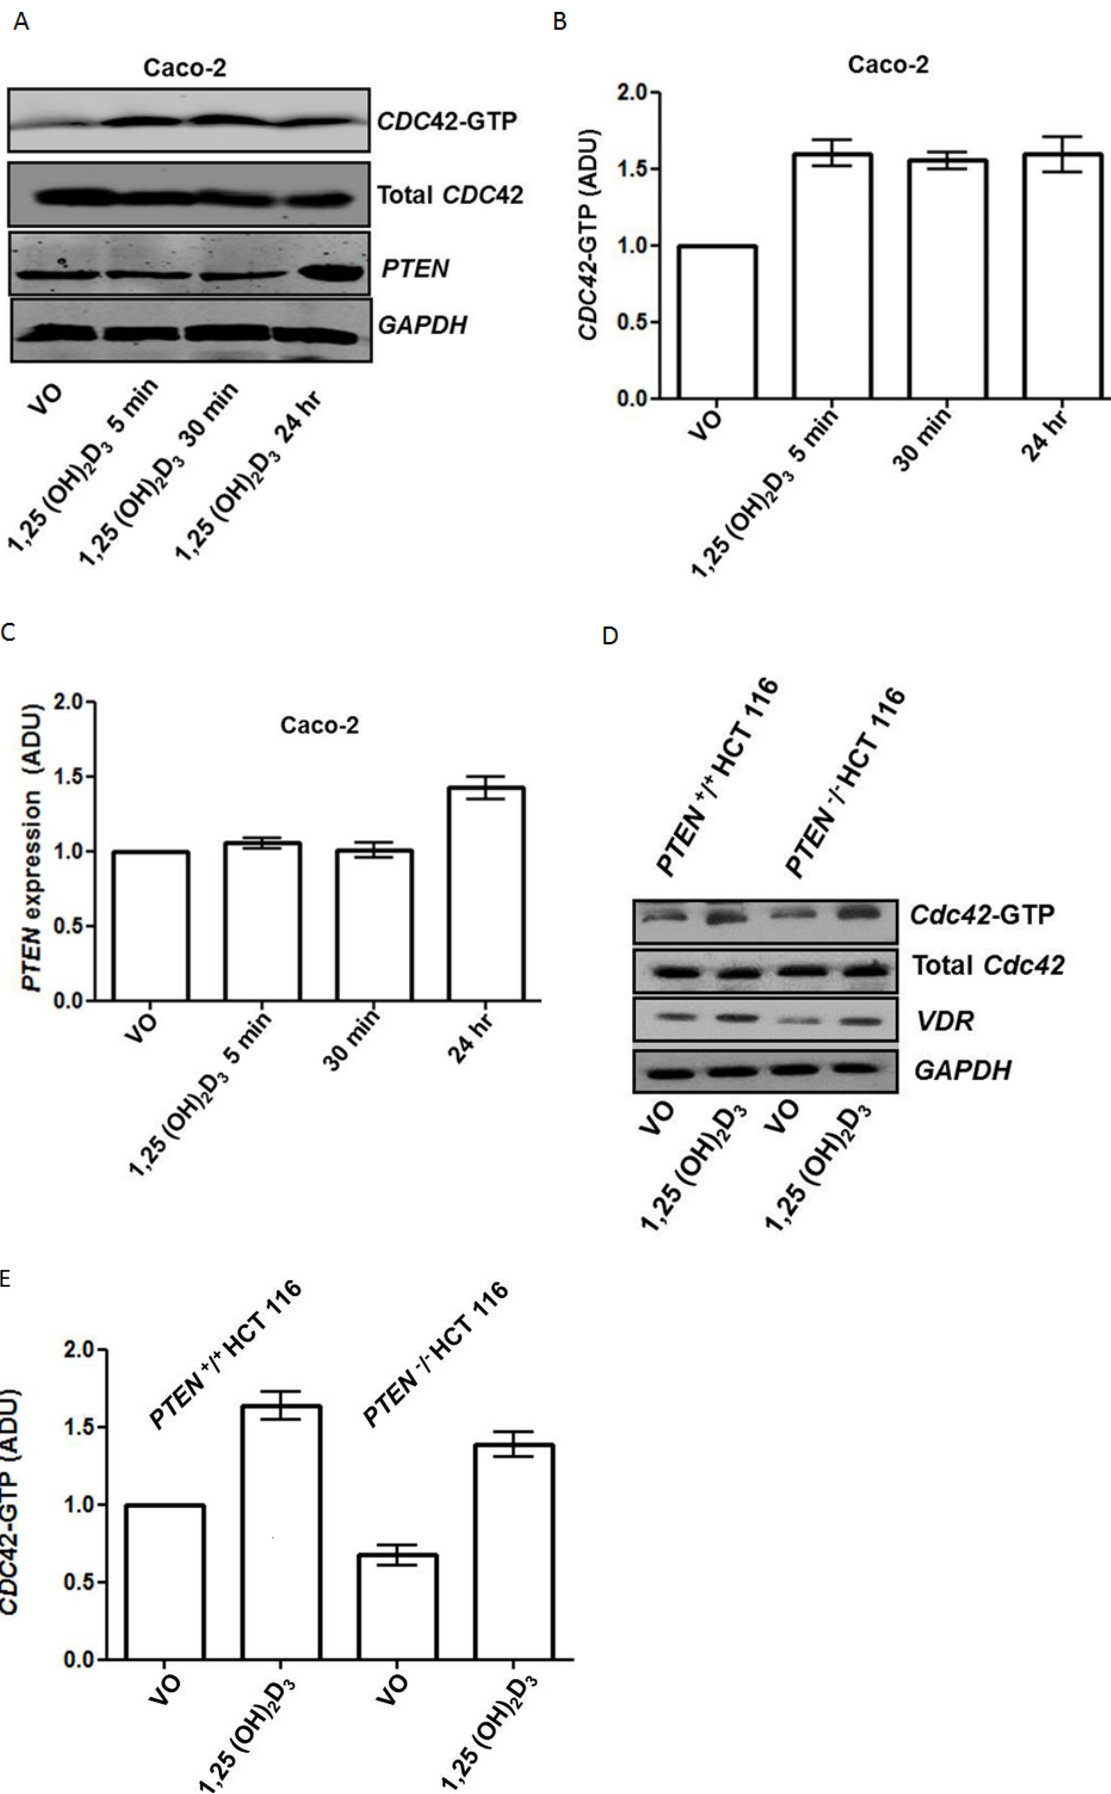 A
Caco-2
CDC42-GTP
Total CDC42
PTEN
GAPDH
VO
1,25 (OH)₂D₃ 5 min
1,25 (OH)₂D₃ 30 min
1,25 (OH)₂D₃ 24 hr
B
Caco-2
CDC42-GTP (ADU)
2.0
1.5
1.0
0.5
0.0
VO
1,25 (OH)₂D₃ 5 min
30 min
24 hr
C
Caco-2
PTEN expression (ADU)
2.0
1.5
1.0
0.5
0.0
VO
1,25 (OH)₂D₃ 5 min
30 min
24 hr
D
PTEN +/+ HCT 116
PTEN -/- HCT 116
Cdc42-GTP
Total Cdc42
VDR
GAPDH
VO
1,25 (OH)₂D₃
VO
1,25 (OH)₂D₃
E
PTEN +/+ HCT 116
PTEN -/- HCT 116
CDC42-GTP (ADU)
2.0
1.5
1.0
0.5
0.0
VO
1,25 (OH)₂D₃
VO
1,25 (OH)₂D₃